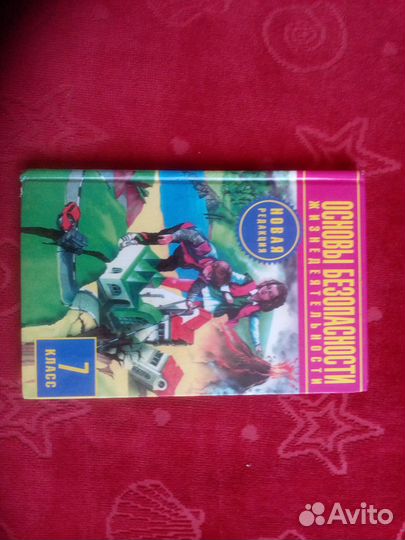 ОСНОВЫ БЕЗОПАСНОСТИ
ЖИЗНЕДЕЯТЕЛЬНОСТИ
НОВАЯ
РЕДАКЦИЯ
7
КЛАСС
Avito